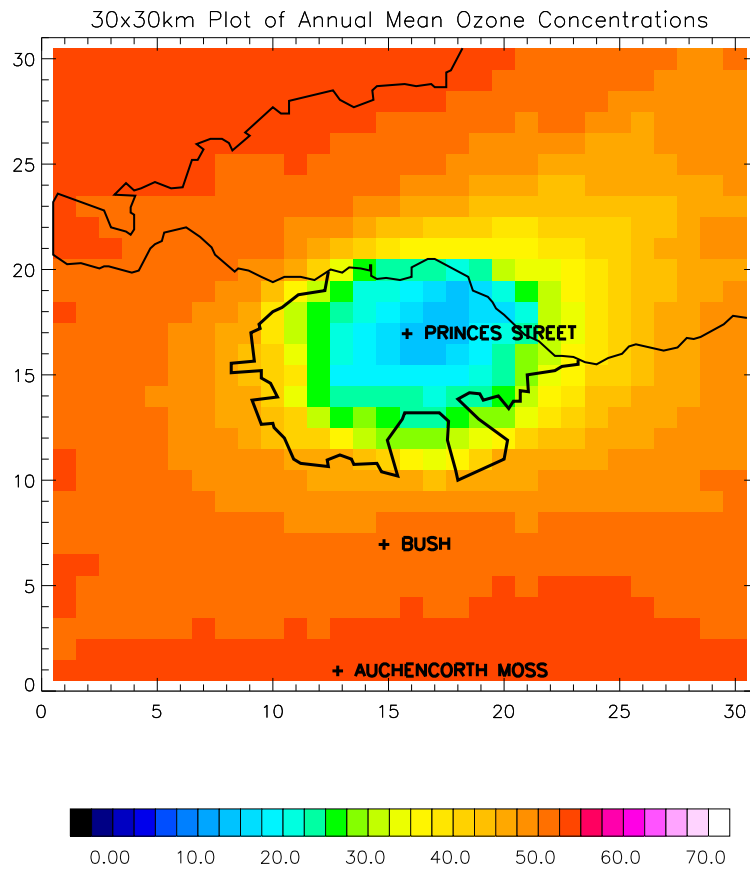 30x30km Plot of Annual Mean Ozone Concentrations
30
25
20
PRINCES STREET
15
10
BUSH
5
AUCHENCORTH MOSS
0
0 5 10 15 20 25 30
0.00 10.0 20.0 30.0 40.0 50.0 60.0 70.0